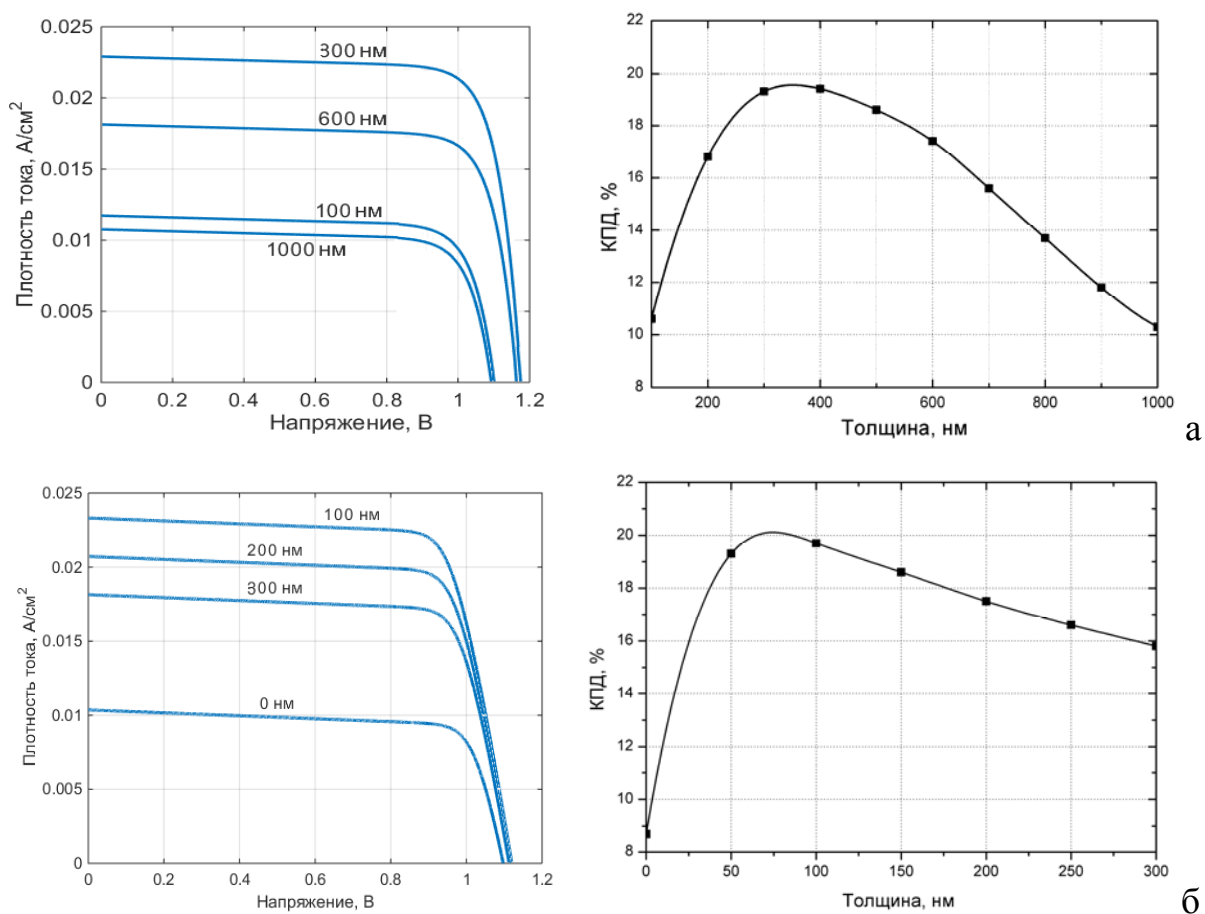 0.025
0.02
0.015
0.01
0.005
0
Плотность тока, А/см²
300 нм
600 нм
100 нм
1000 нм
0 0.2 0.4 0.6 0.8 1 1.2
Напряжение, В
22
20
18
16
14
12
10
8
КПД, %
200 400 600 800 1000
Толщина, нм
а
0.025
0.02
0.015
0.01
0.005
0
Плотность тока, А/см²
100 нм
200 нм
300 нм
0 нм
0 0.2 0.4 0.6 0.8 1 1.2
Напряжение, В
22
20
18
16
14
12
10
8
КПД, %
0 50 100 150 200 250 300
Толщина, нм
б